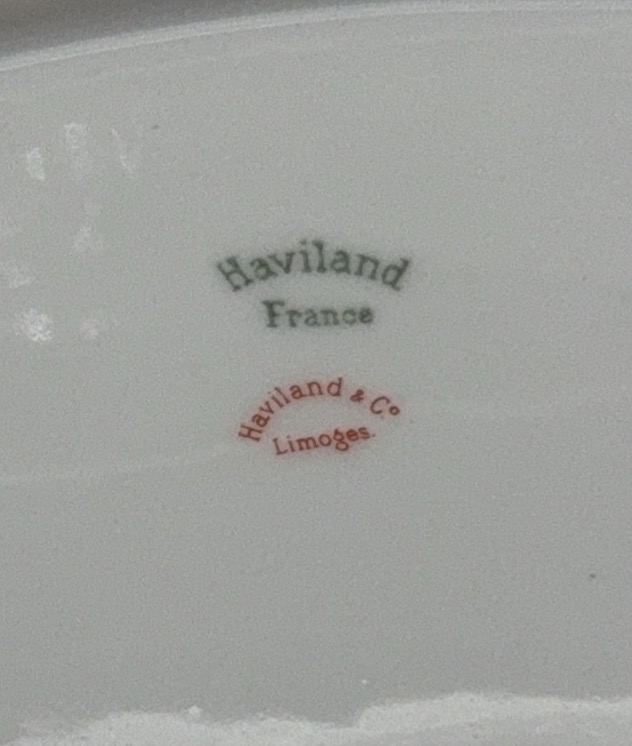 Haviland
France
Haviland & Cº
Limoges.